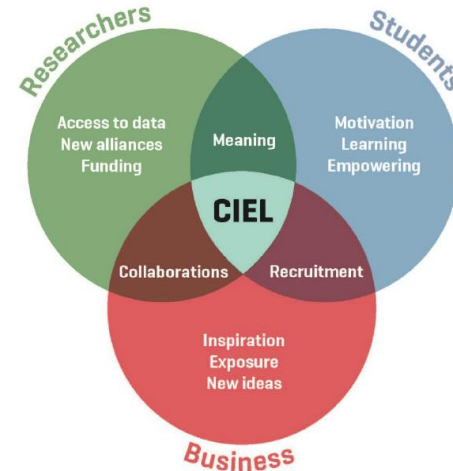 Researchers
Students
Access to data
New alliances
Funding
Meaning
Motivation
Learning
Empowering
CIEL
Collaborations
Recruitment
Inspiration
Exposure
New ideas
Business